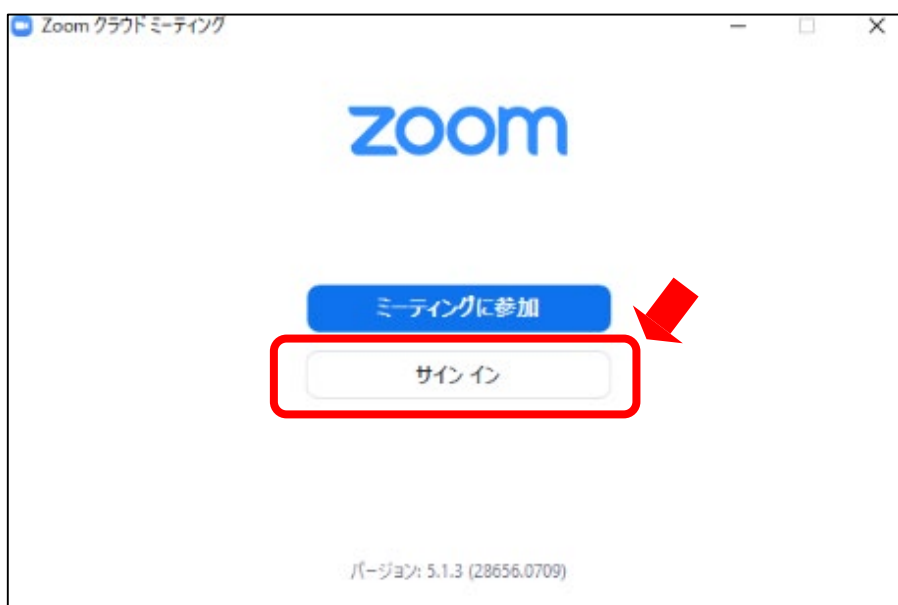 Zoom クラウド ミーティング
zoom
ミーティングに参加
サイン イン
バージョン: 5.1.3 (28656.0709)